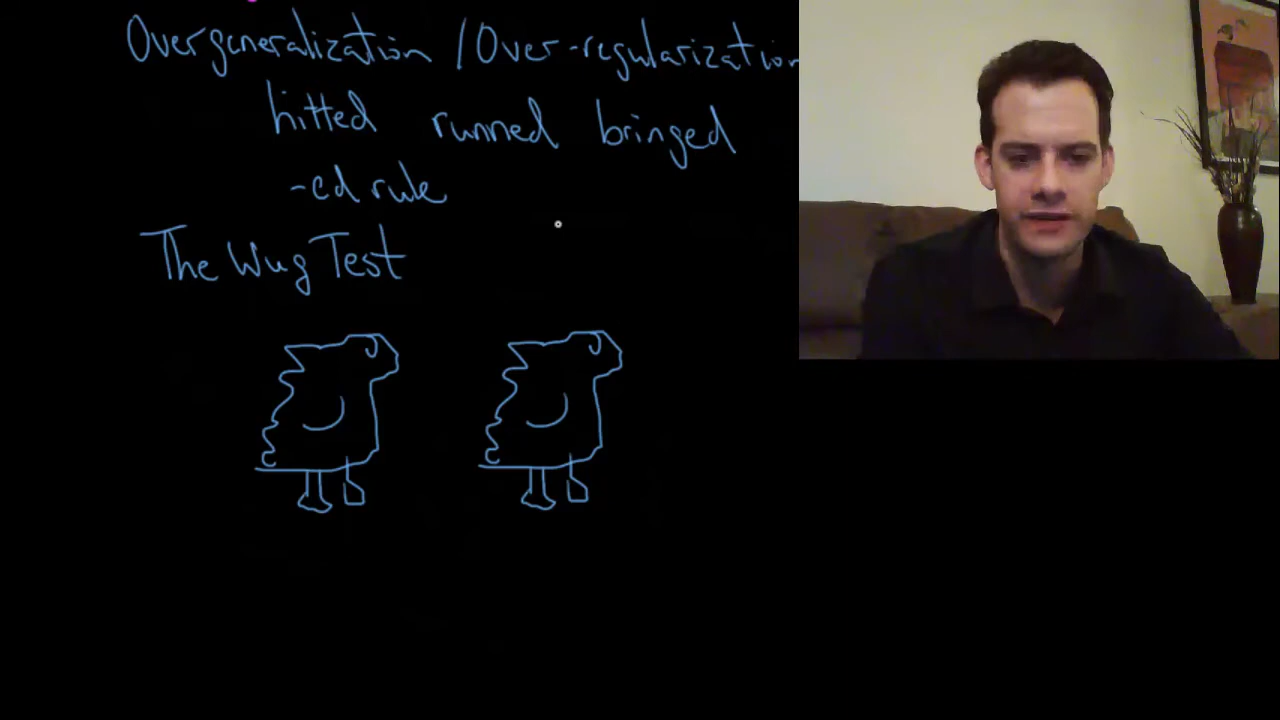 Overgeneralization / Over-regularization
hitted runned bringed
-ed rule
The Wug Test